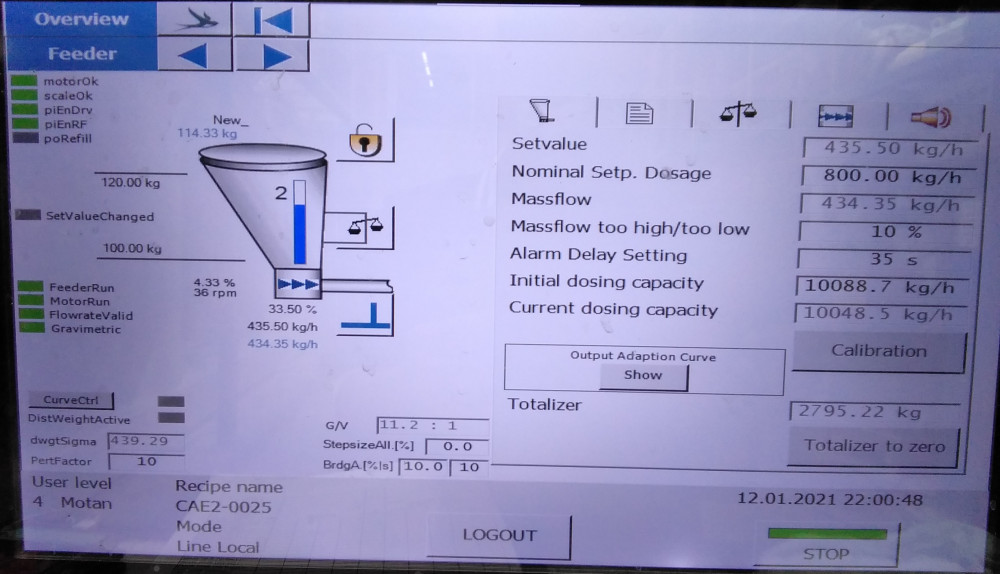 Overview
Feeder
motorOk
scaleOk
piEnDrv
piEnRF
poRefill
New_
114.33 kg
120.00 kg
2
SetValueChanged
100.00 kg
FeederRun
MotorRun
FlowrateValid
Gravimetric
4.33 %
36 rpm
33.50 %
435.50 kg/h
434.35 kg/h
CurveCtrl
DistWeightActive
dwgtSigma 439.29
PertFactor 10
G/V 11.2 : 1
StepsizeAll.[%] 0.0
BrdgA.[%|s] 10.0 10
Setvalue 435.50 kg/h
Nominal Setp. Dosage 800.00 kg/h
Massflow 434.35 kg/h
Massflow too high/too low 10 %
Alarm Delay Setting 35 s
Initial dosing capacity 10088.7 kg/h
Current dosing capacity 10048.5 kg/h
Output Adaption Curve
Show
Calibration
Totalizer 2795.22 kg
Totalizer to zero
User level
4 Motan
Recipe name
CAE2-0025
Mode
Line Local
LOGOUT
12.01.2021 22:00:48
STOP